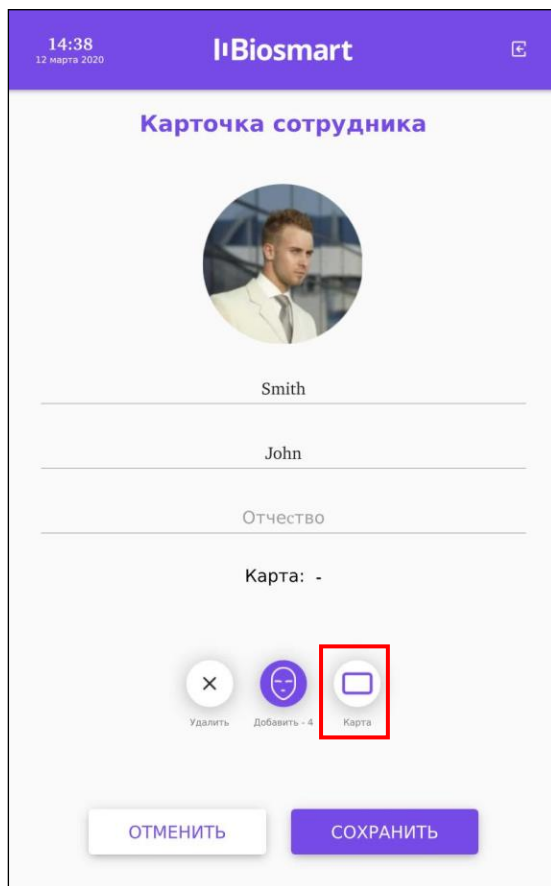 14:38
12 марта 2020
Biosmart
Карточка сотрудника
Smith
John
Отчество
Карта: -
Удалить
Добавить - 4
Карта
ОТМЕНИТЬ
СОХРАНИТЬ